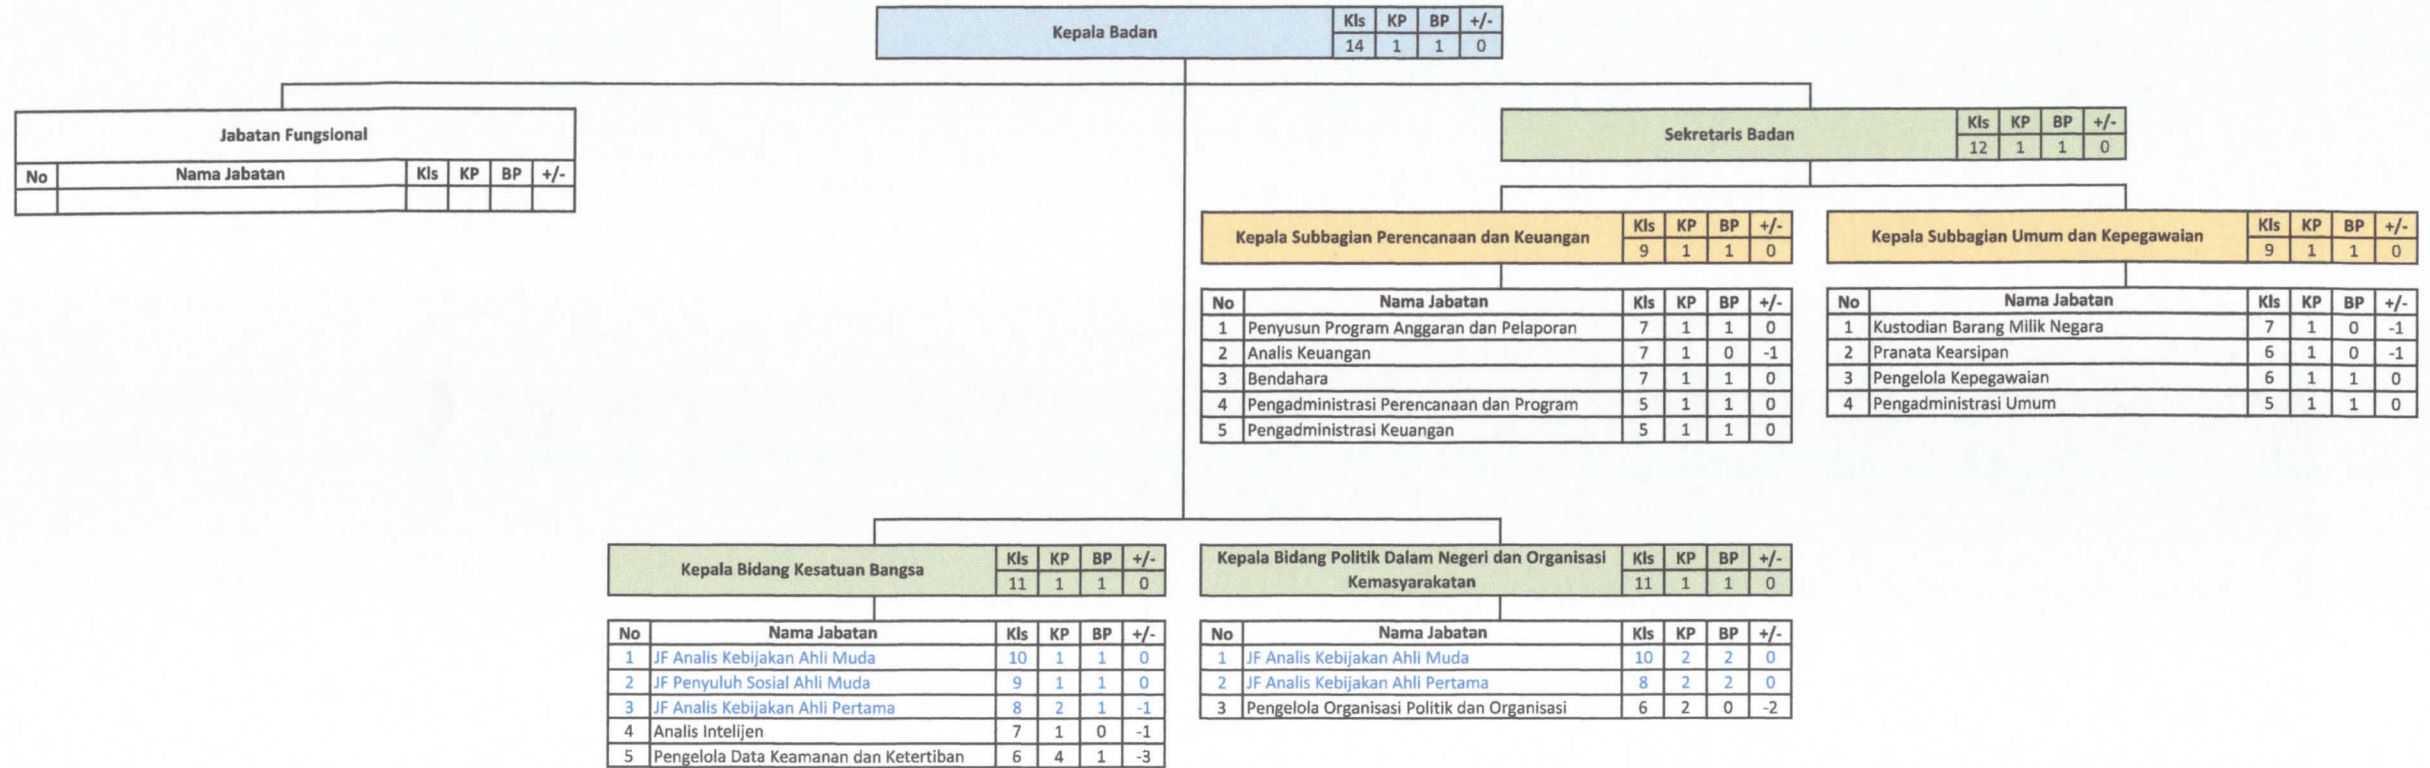 Kepala Badan Kls KP BP +/-
14 1 1 0
Jabatan Fungsional
No Nama Jabatan Kls KP BP +/-
Sekretaris Badan Kls KP BP +/-
12 1 1 0
Kepala Subbagian Perencanaan dan Keuangan Kls KP BP +/-
9 1 1 0
No Nama Jabatan Kls KP BP +/-
1 Penyusun Program Anggaran dan Pelaporan 7 1 1 0
2 Analis Keuangan 7 1 0 -1
3 Bendahara 7 1 1 0
4 Pengadministrasi Perencanaan dan Program 5 1 1 0
5 Pengadministrasi Keuangan 5 1 1 0
Kepala Subbagian Umum dan Kepegawaian Kls KP BP +/-
9 1 1 0
No Nama Jabatan Kls KP BP +/-
1 Kustodian Barang Milik Negara 7 1 0 -1
2 Pranata Kearsipan 6 1 0 -1
3 Pengelola Kepegawaian 6 1 1 0
4 Pengadministrasi Umum 5 1 1 0
Kepala Bidang Kesatuan Bangsa Kls KP BP +/-
11 1 1 0
No Nama Jabatan Kls KP BP +/-
1 JF Analis Kebijakan Ahli Muda 10 1 1 0
2 JF Penyuluh Sosial Ahli Muda 9 1 1 0
3 JF Analis Kebijakan Ahli Pertama 8 2 1 -1
4 Analis Intelijen 7 1 0 -1
5 Pengelola Data Keamanan dan Ketertiban 6 4 1 -3
Kepala Bidang Politik Dalam Negeri dan Organisasi Kls KP BP +/-
Kemasyarakatan 11 1 1 0
No Nama Jabatan Kls KP BP +/-
1 JF Analis Kebijakan Ahli Muda 10 2 2 0
2 JF Analis Kebijakan Ahli Pertama 8 2 2 0
3 Pengelola Organisasi Politik dan Organisasi 6 2 0 -2